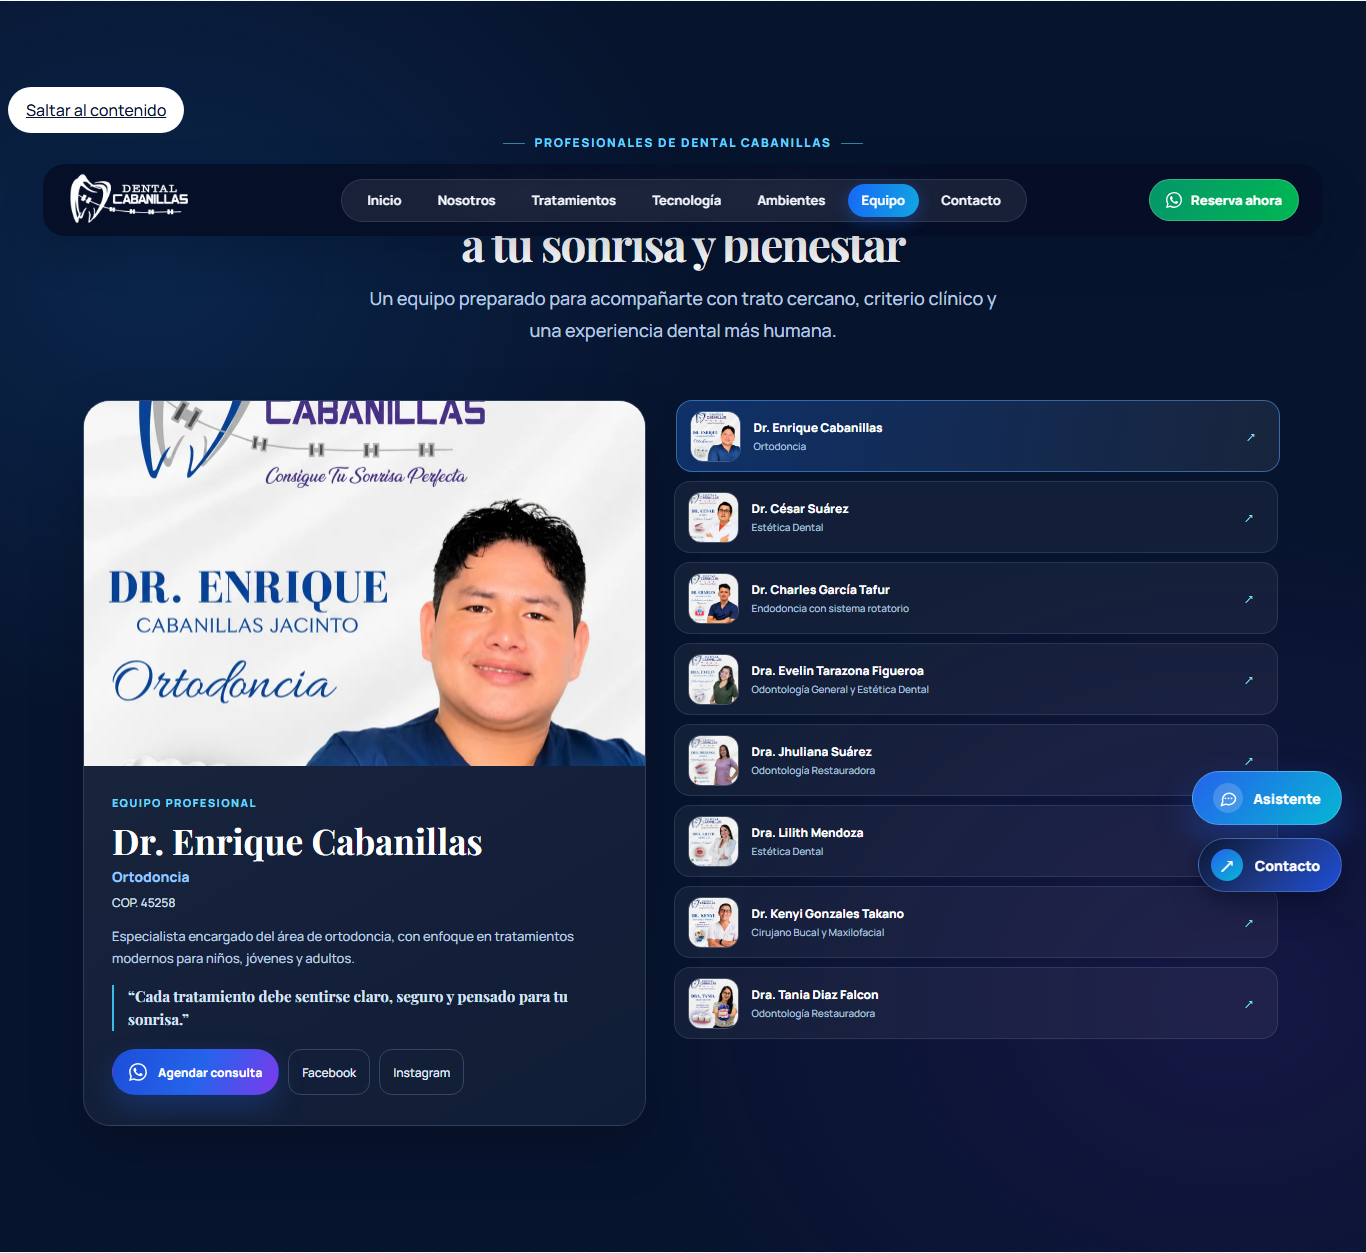 Saltar al contenido
PROFESIONALES DE DENTAL CABANILLAS
DENTAL
CABANILLAS
Inicio
Nosotros
Tratamientos
Tecnología
Ambientes
Equipo
Contacto
Reserva ahora
a tu sonrisa y bienestar
Un equipo preparado para acompañarte con trato cercano, criterio clínico y
una experiencia dental más humana.
CABANILLAS
Consigue Tu Sonrisa Perfecta
DR. ENRIQUE
CABANILLAS JACINTO
Ortodoncia
EQUIPO PROFESIONAL
Dr. Enrique Cabanillas
Ortodoncia
COP. 45258
Especialista encargado del área de ortodoncia, con enfoque en tratamientos
modernos para niños, jóvenes y adultos.
“Cada tratamiento debe sentirse claro, seguro y pensado para tu
sonrisa.”
Agendar consulta
Facebook
Instagram
Dr. Enrique Cabanillas
Ortodoncia
Dr. César Suárez
Estética Dental
Dr. Charles García Tafur
Endodoncia con sistema rotatorio
Dra. Evelin Tarazona Figueroa
Odontología General y Estética Dental
Dra. Jhuliana Suárez
Odontología Restauradora
Dra. Lilith Mendoza
Estética Dental
Dr. Kenyi Gonzales Takano
Cirujano Bucal y Maxilofacial
Dra. Tania Diaz Falcon
Odontología Restauradora
Asistente
Contacto